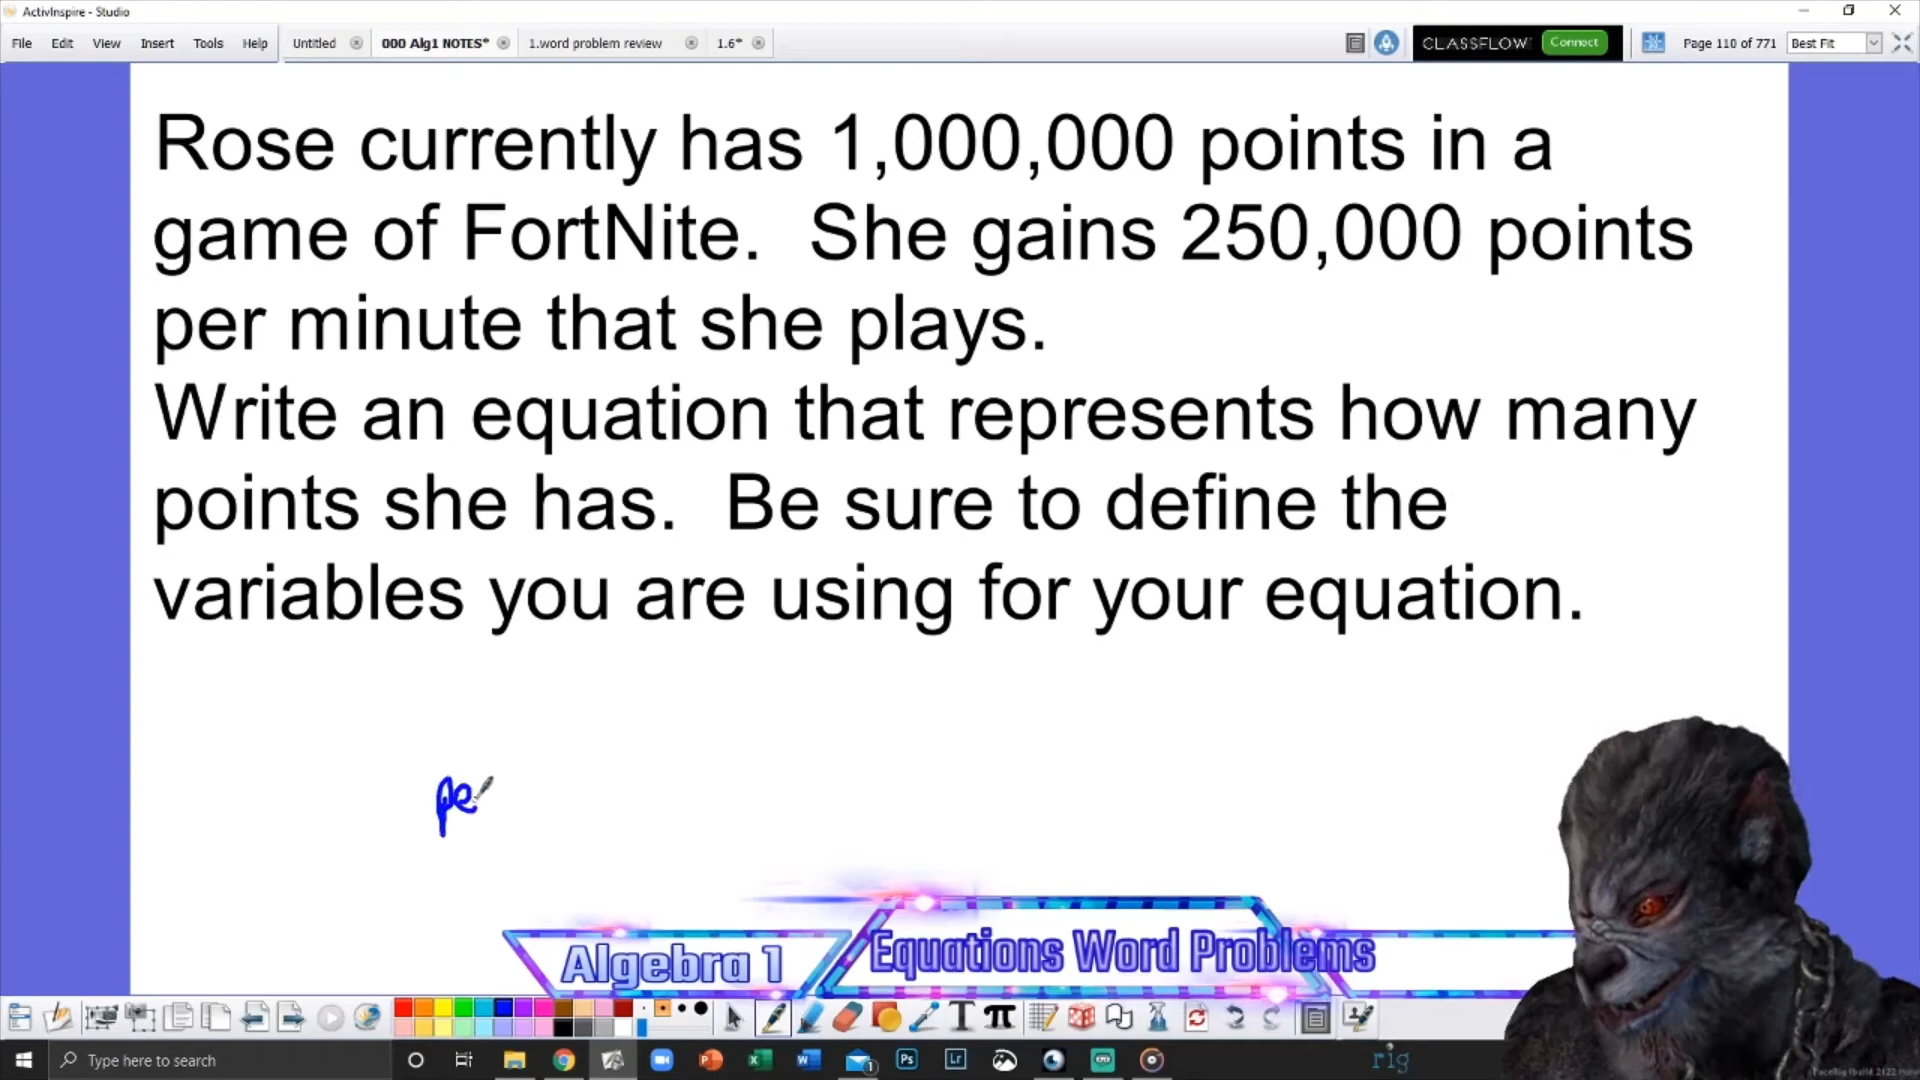 ActivInspire - Studio
File Edit View Insert Tools Help Untitled 000 Alg1 NOTES* 1.word problem review 1.6* CLASSFLOW Connect Page 110 of 771 Best Fit
Rose currently has 1,000,000 points in a
game of FortNite. She gains 250,000 points
per minute that she plays.
Write an equation that represents how many
points she has. Be sure to define the
variables you are using for your equation.
pe
Algebra 1 Equations Word Problems
T π
Type here to search Ps Lr rig